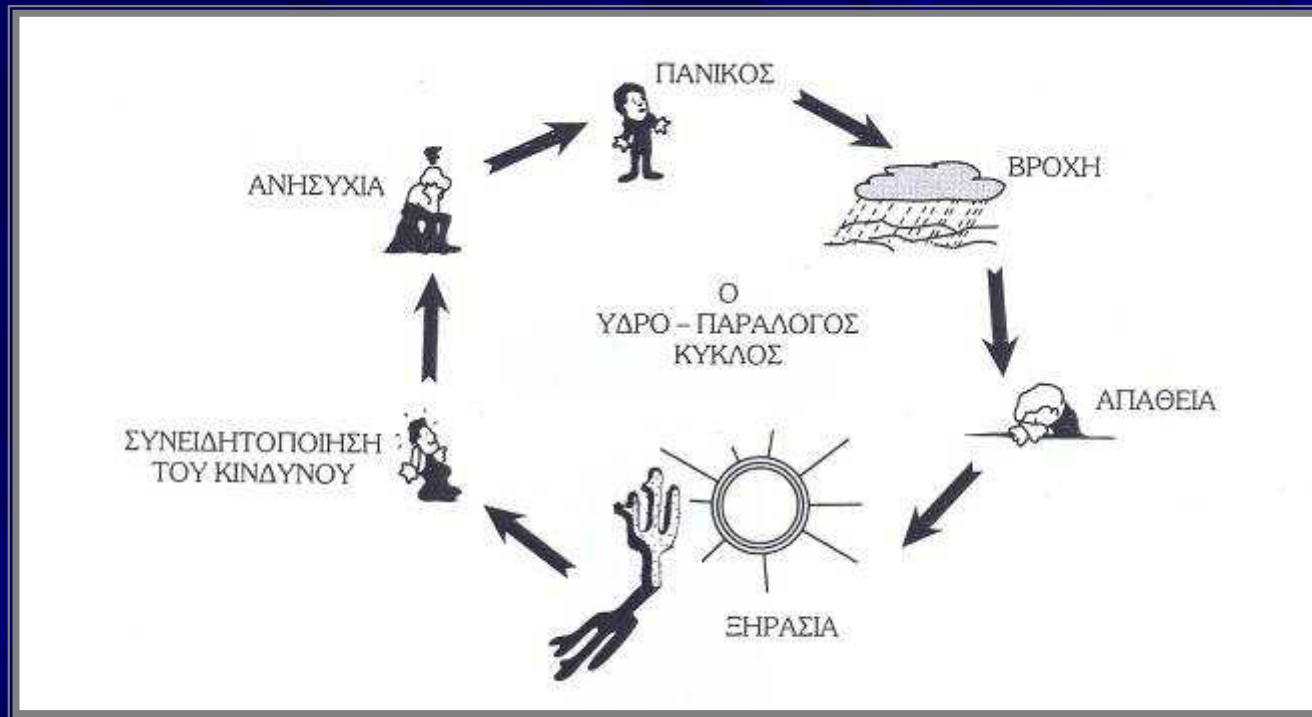 ΠΑΝΙΚΟΣ
ΒΡΟΧΗ
ΑΝΗΣΥΧΙΑ
Ο
ΥΔΡΟ – ΠΑΡΑΛΟΓΟΣ
ΚΥΚΛΟΣ
ΑΠΑΘΕΙΑ
ΣΥΝΕΙΔΗΤΟΠΟΙΗΣΗ
ΤΟΥ ΚΙΝΔΥΝΟΥ
ΞΗΡΑΣΙΑ